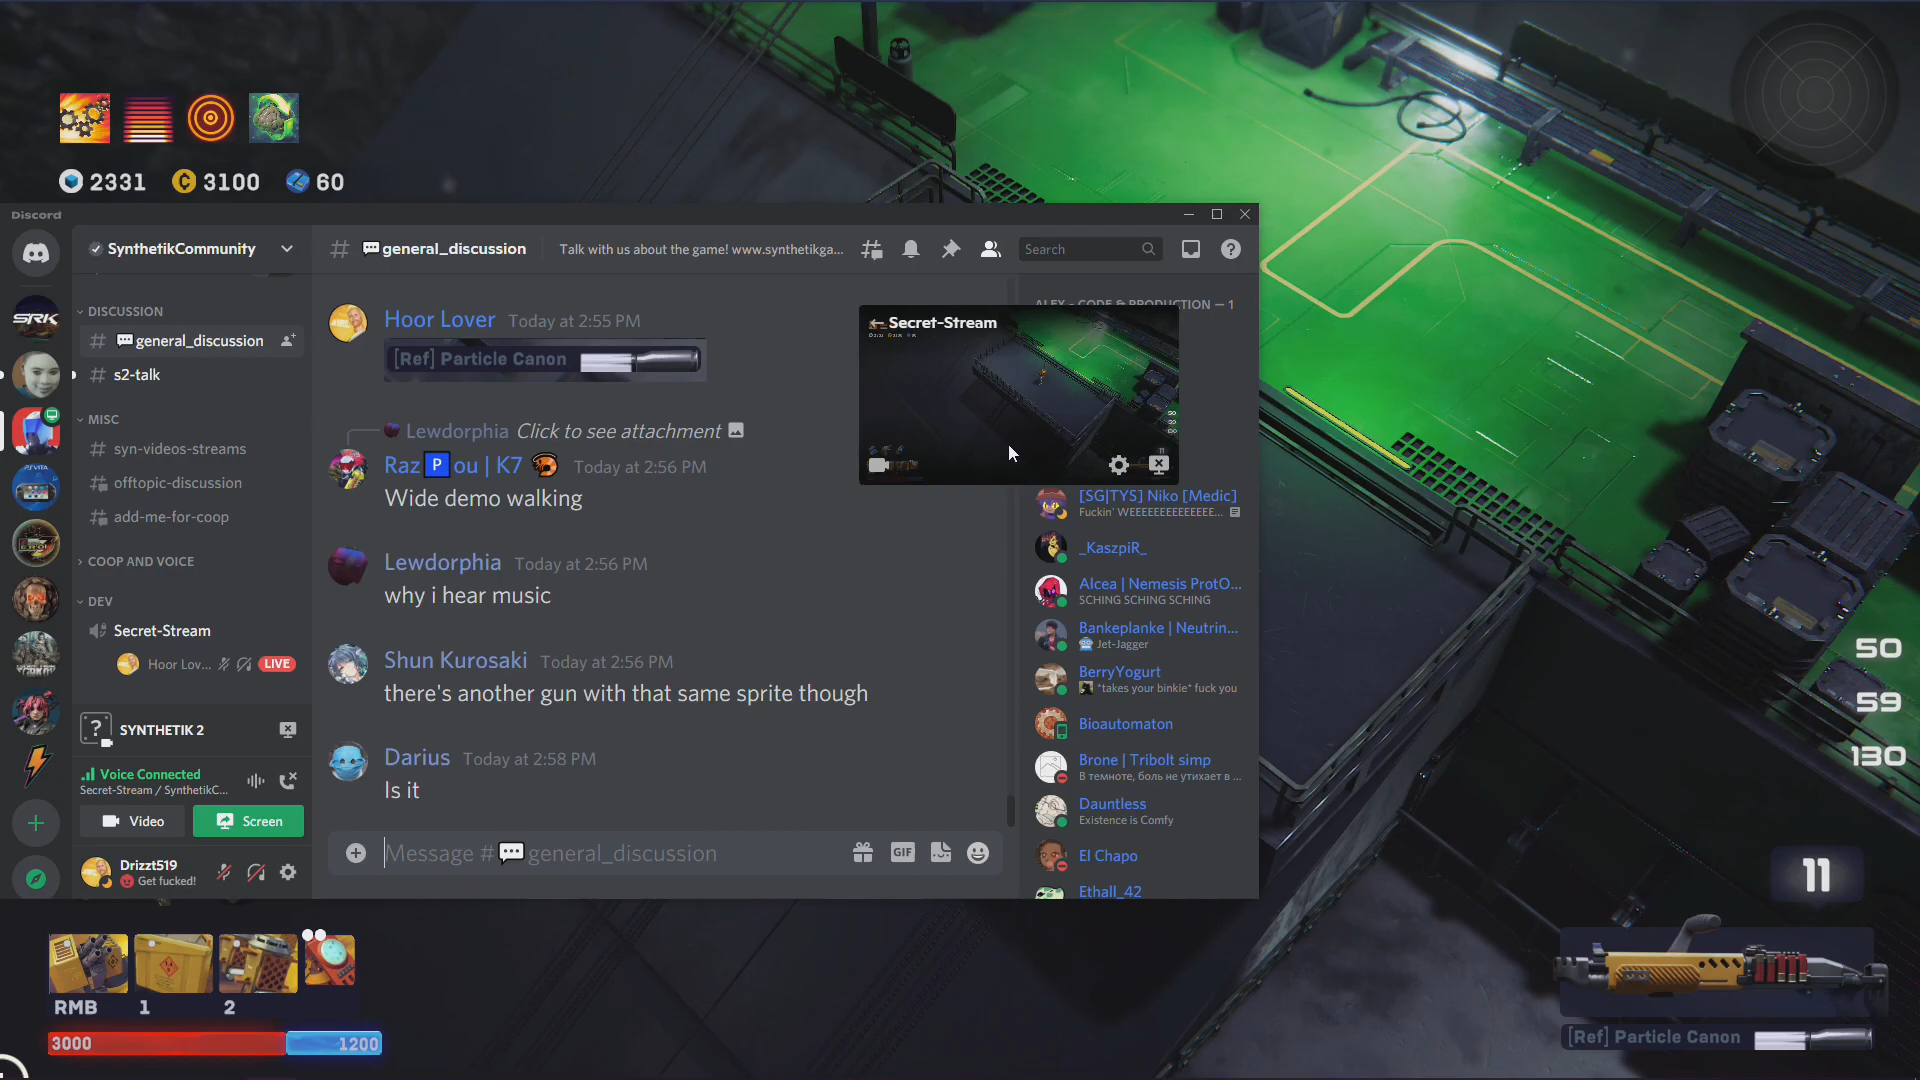 2331 3100 60
Discord
SynthetikCommunity
general_discussion
Talk with us about the game! www.synthetikga...
Search
DISCUSSION
general_discussion
s2-talk
MISC
syn-videos-streams
offtopic-discussion
add-me-for-coop
COOP AND VOICE
DEV
Secret-Stream
Hoor Lov... LIVE
SYNTHETIK 2
Voice Connected
Secret-Stream / SynthetikC...
Video Screen
Drizzt519
Get fucked!
SRK
Hoor Lover Today at 2:55 PM
[Ref] Particle Canon
Lewdorphia Click to see attachment
Raz P ou | K7 Today at 2:56 PM
Wide demo walking
Lewdorphia Today at 2:56 PM
why i hear music
Shun Kurosaki Today at 2:56 PM
there's another gun with that same sprite though
Darius Today at 2:58 PM
Is it
Message # general_discussion
GIF
ALEX - CODE & PRODUCTION — 1
Secret-Stream
[SG|TYS] Niko [Medic]
Fuckin' WEEEEEEEEEEEEEE...
_KaszpiR_
Alcea | Nemesis ProtO...
SCHING SCHING SCHING
Bankeplanke | Neutrin...
Jet-Jagger
BerryYogurt
*takes your binkie* fuck you
Bioautomaton
Brone | Tribolt simp
В темноте, боль не утихает в ...
Dauntless
Existence is Comfy
El Chapo
Ethall_42
50
59
130
11
[Ref] Particle Canon
RMB 1 2
3000 1200